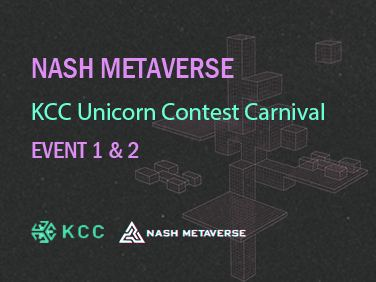 NASH METAVERSE
KCC Unicorn Contest Carnival
EVENT 1 & 2
KCC NASH METAVERSE